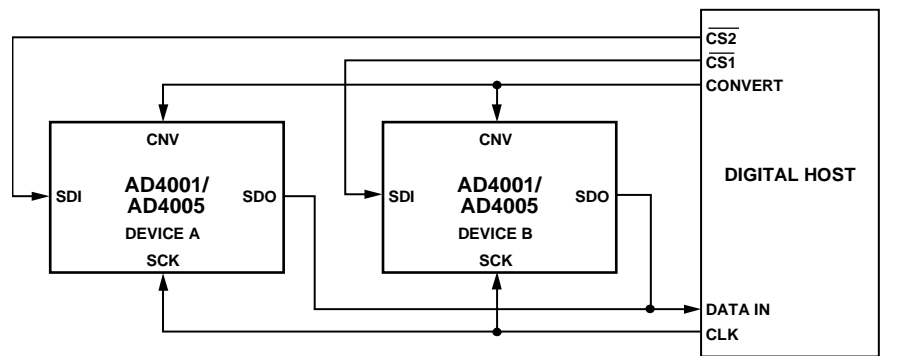 CS2
CS1
CONVERT
CNV
CNV
SDI
AD4001/
AD4005
SDO
DEVICE A
SCK
SDI
AD4001/
AD4005
SDO
DEVICE B
SCK
DIGITAL HOST
DATA IN
CLK